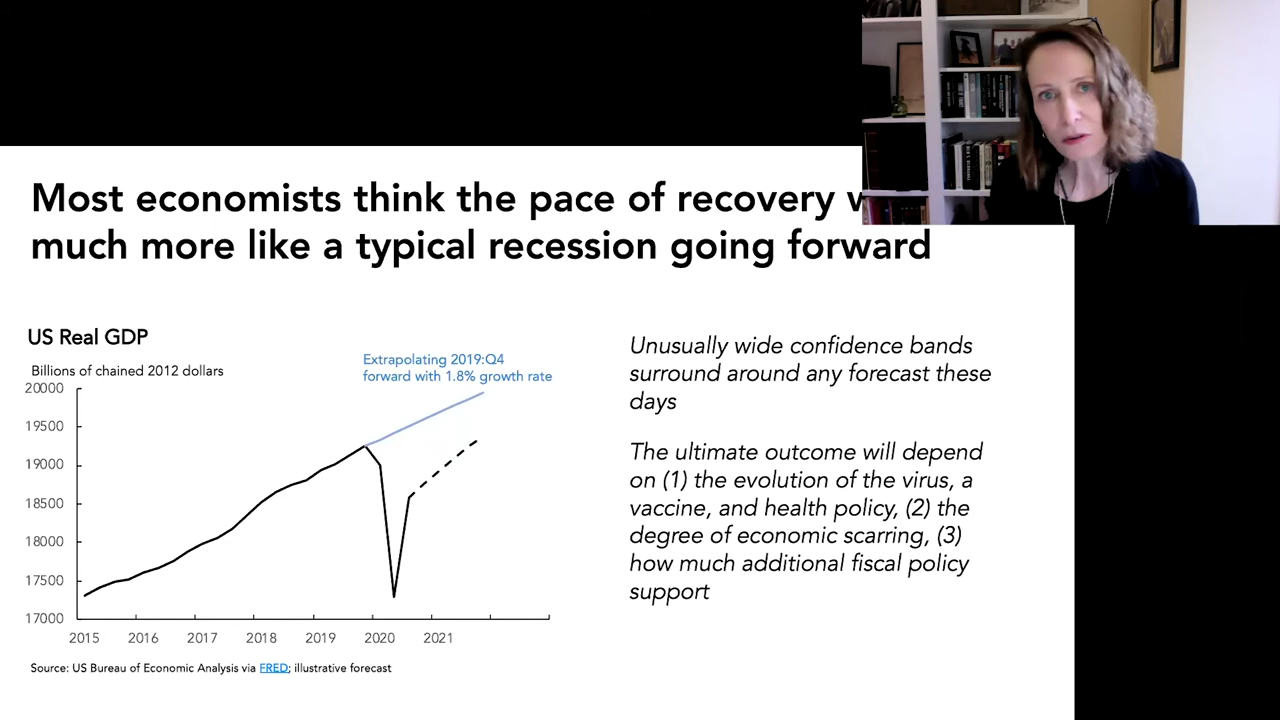 Most economists think the pace of recovery
much more like a typical recession going forward
US Real GDP
Billions of chained 2012 dollars
Extrapolating 2019:Q4
forward with 1.8% growth rate
20000
19500
19000
18500
18000
17500
17000
2015 2016 2017 2018 2019 2020 2021
Source: US Bureau of Economic Analysis via FRED; illustrative forecast
Unusually wide confidence bands
surround around any forecast these
days
The ultimate outcome will depend
on (1) the evolution of the virus, a
vaccine, and health policy, (2) the
degree of economic scarring, (3)
how much additional fiscal policy
support